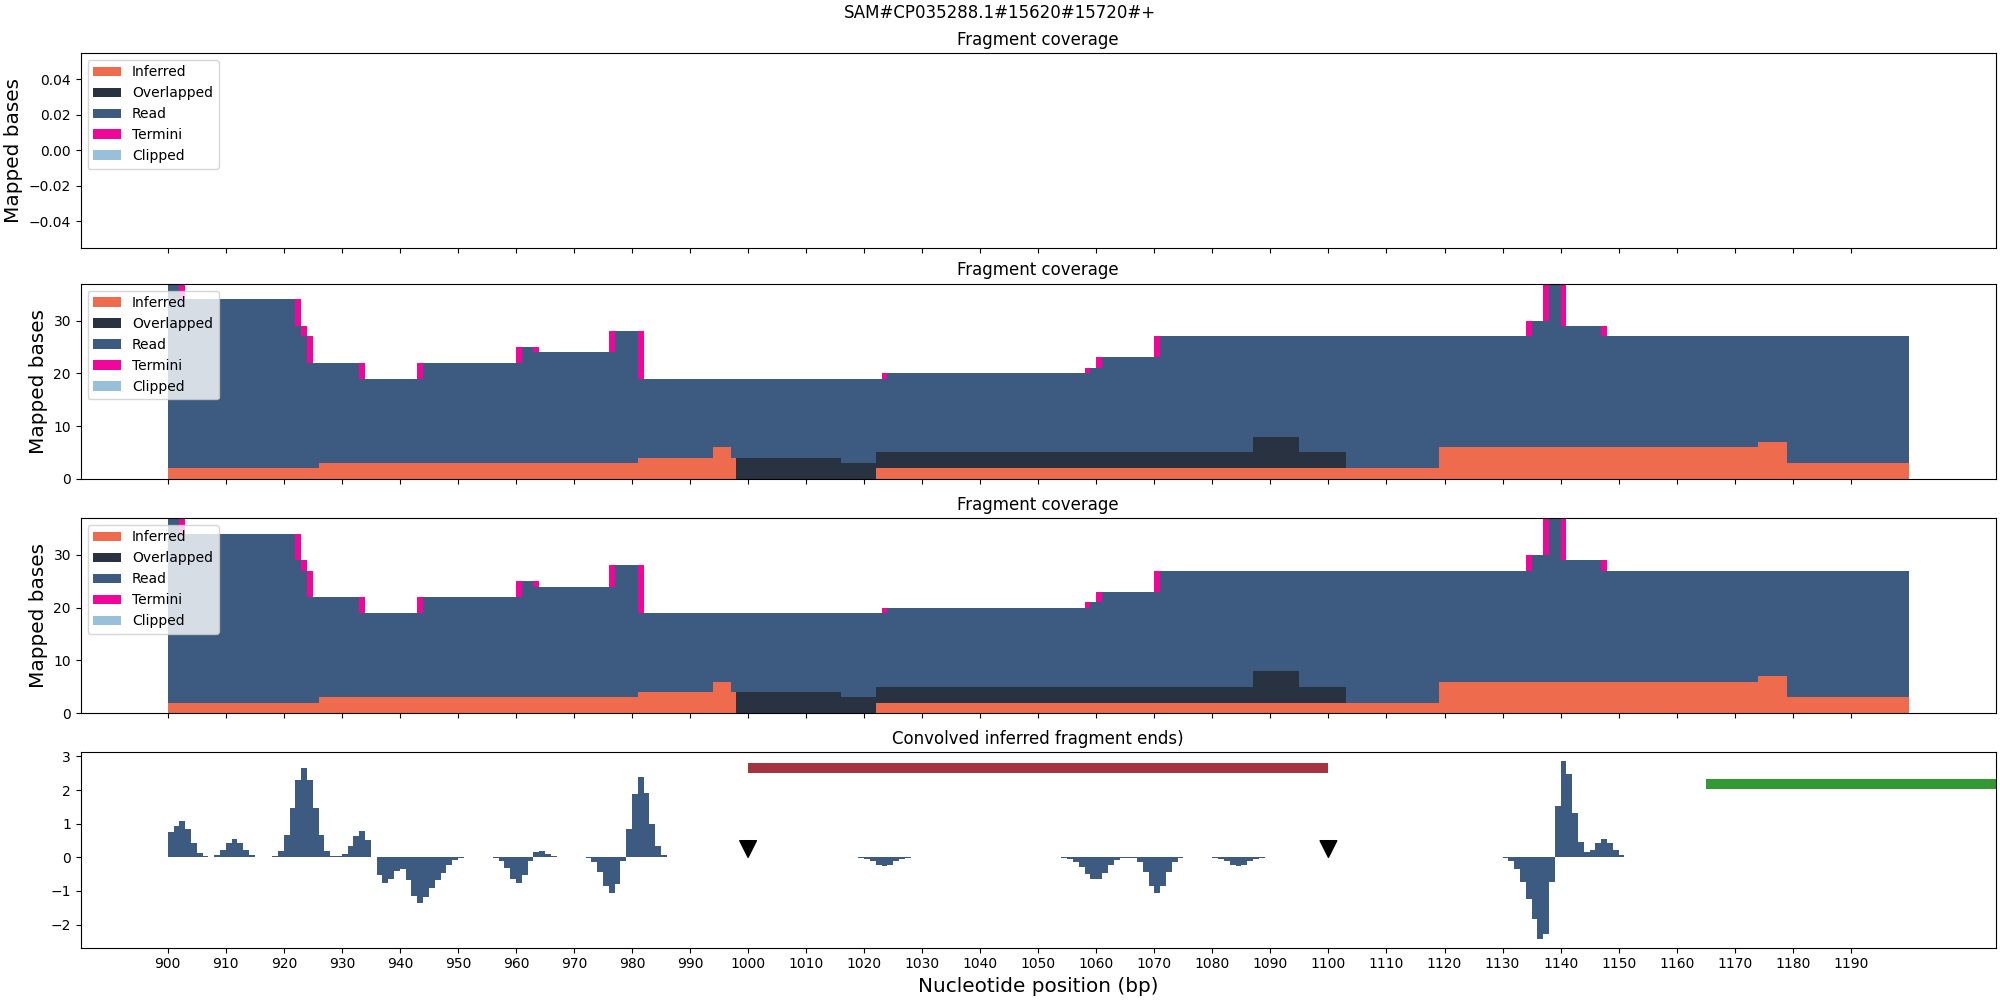 SAM#CP035288.1#15620#15720#+
Fragment coverage
Mapped bases
0.04
0.02
0.00
−0.02
−0.04
Inferred
Overlapped
Read
Termini
Clipped
Fragment coverage
Mapped bases
30
20
10
0
Inferred
Overlapped
Read
Termini
Clipped
Fragment coverage
Mapped bases
30
20
10
0
Inferred
Overlapped
Read
Termini
Clipped
Convolved inferred fragment ends)
3
2
1
0
−1
−2
900 910 920 930 940 950 960 970 980 990 1000 1010 1020 1030 1040 1050 1060 1070 1080 1090 1100 1110 1120 1130 1140 1150 1160 1170 1180 1190
Nucleotide position (bp)